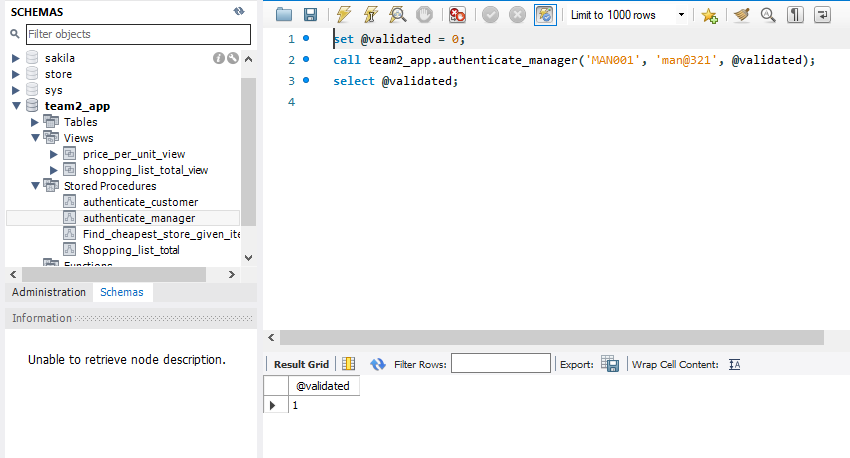 SCHEMAS
Filter objects
sakila
store
sys
team2_app
Tables
Views
price_per_unit_view
shopping_list_total_view
Stored Procedures
authenticate_customer
authenticate_manager
Find_cheapest_store_given_ite
Shopping_list_total
Functions
Administration Schemas
Information
Unable to retrieve node description.
Limit to 1000 rows
1 set @validated = 0;
2 call team2_app.authenticate_manager('MAN001', 'man@321', @validated);
3 select @validated;
4
Result Grid Filter Rows: Export: Wrap Cell Content:
@validated
1